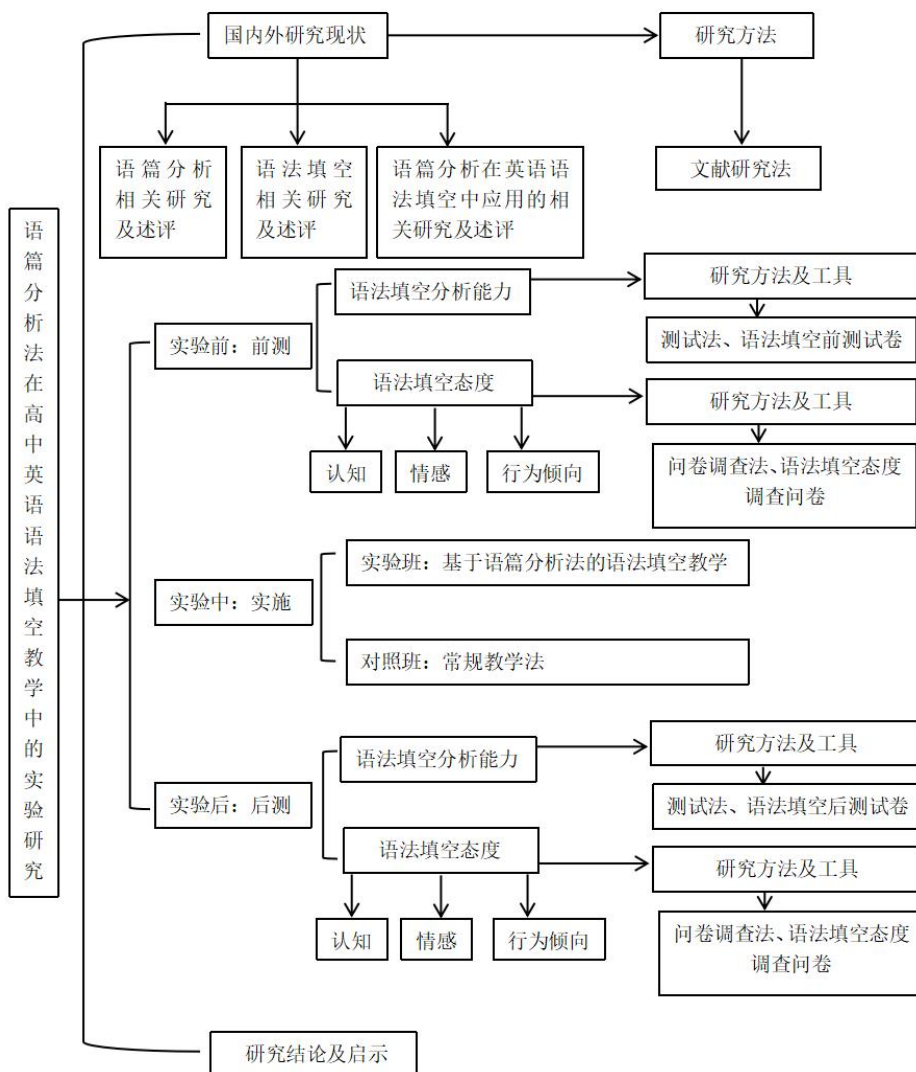 国内外研究现状
研究方法
语篇分析
相关研究
及述评
语法填空
相关研究
及述评
语篇分析在英语语
法填空中应用的相
关研究及述评
文献研究法
语篇分析法在高中英语语法填空教学中的实验研究
语法填空分析能力
研究方法及工具
实验前：前测
测试法、语法填空前测试卷
语法填空态度
研究方法及工具
认知
情感
行为倾向
问卷调查法、语法填空态度
调查问卷
实验班：基于语篇分析法的语法填空教学
实验中：实施
对照班：常规教学法
语法填空分析能力
研究方法及工具
实验后：后测
测试法、语法填空后测试卷
语法填空态度
研究方法及工具
认知
情感
行为倾向
问卷调查法、语法填空态度
调查问卷
研究结论及启示